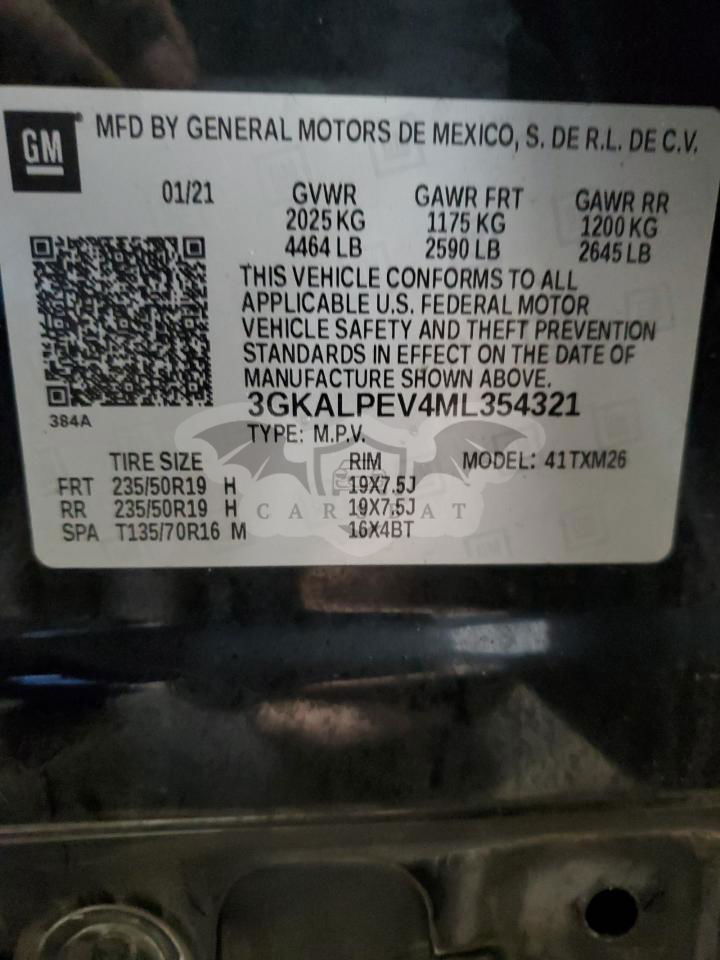 GM
MFD BY GENERAL MOTORS DE MEXICO, S. DE R.L. DE C.V.
01/21 GVWR GAWR FRT GAWR RR
2025 KG 1175 KG 1200 KG
4464 LB 2590 LB 2645 LB
THIS VEHICLE CONFORMS TO ALL
APPLICABLE U.S. FEDERAL MOTOR
VEHICLE SAFETY AND THEFT PREVENTION
STANDARDS IN EFFECT ON THE DATE OF
MANUFACTURE SHOWN ABOVE.
384A
3GKALPEV4ML354321
TYPE: M.P.V.
TIRE SIZE RIM MODEL: 41TXM26
FRT 235/50R19 H 19X7.5J
RR 235/50R19 H 19X7.5J
SPA T135/70R16 M 16X4BT